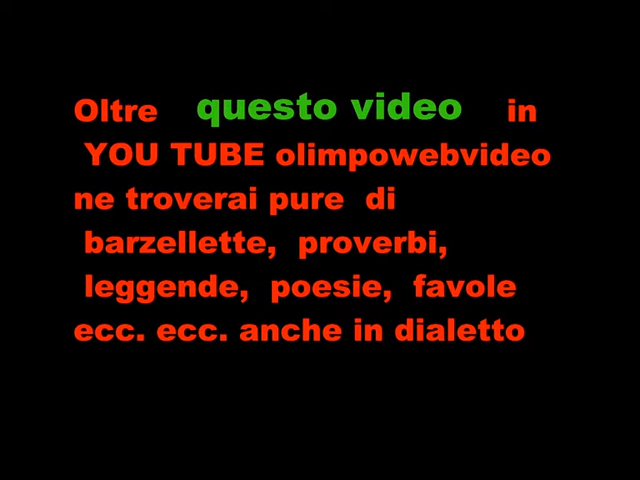 Oltre questo video in
YOU TUBE olimpowebvideo
ne troverai pure di
barzellette, proverbi,
leggende, poesie, favole
ecc. ecc. anche in dialetto